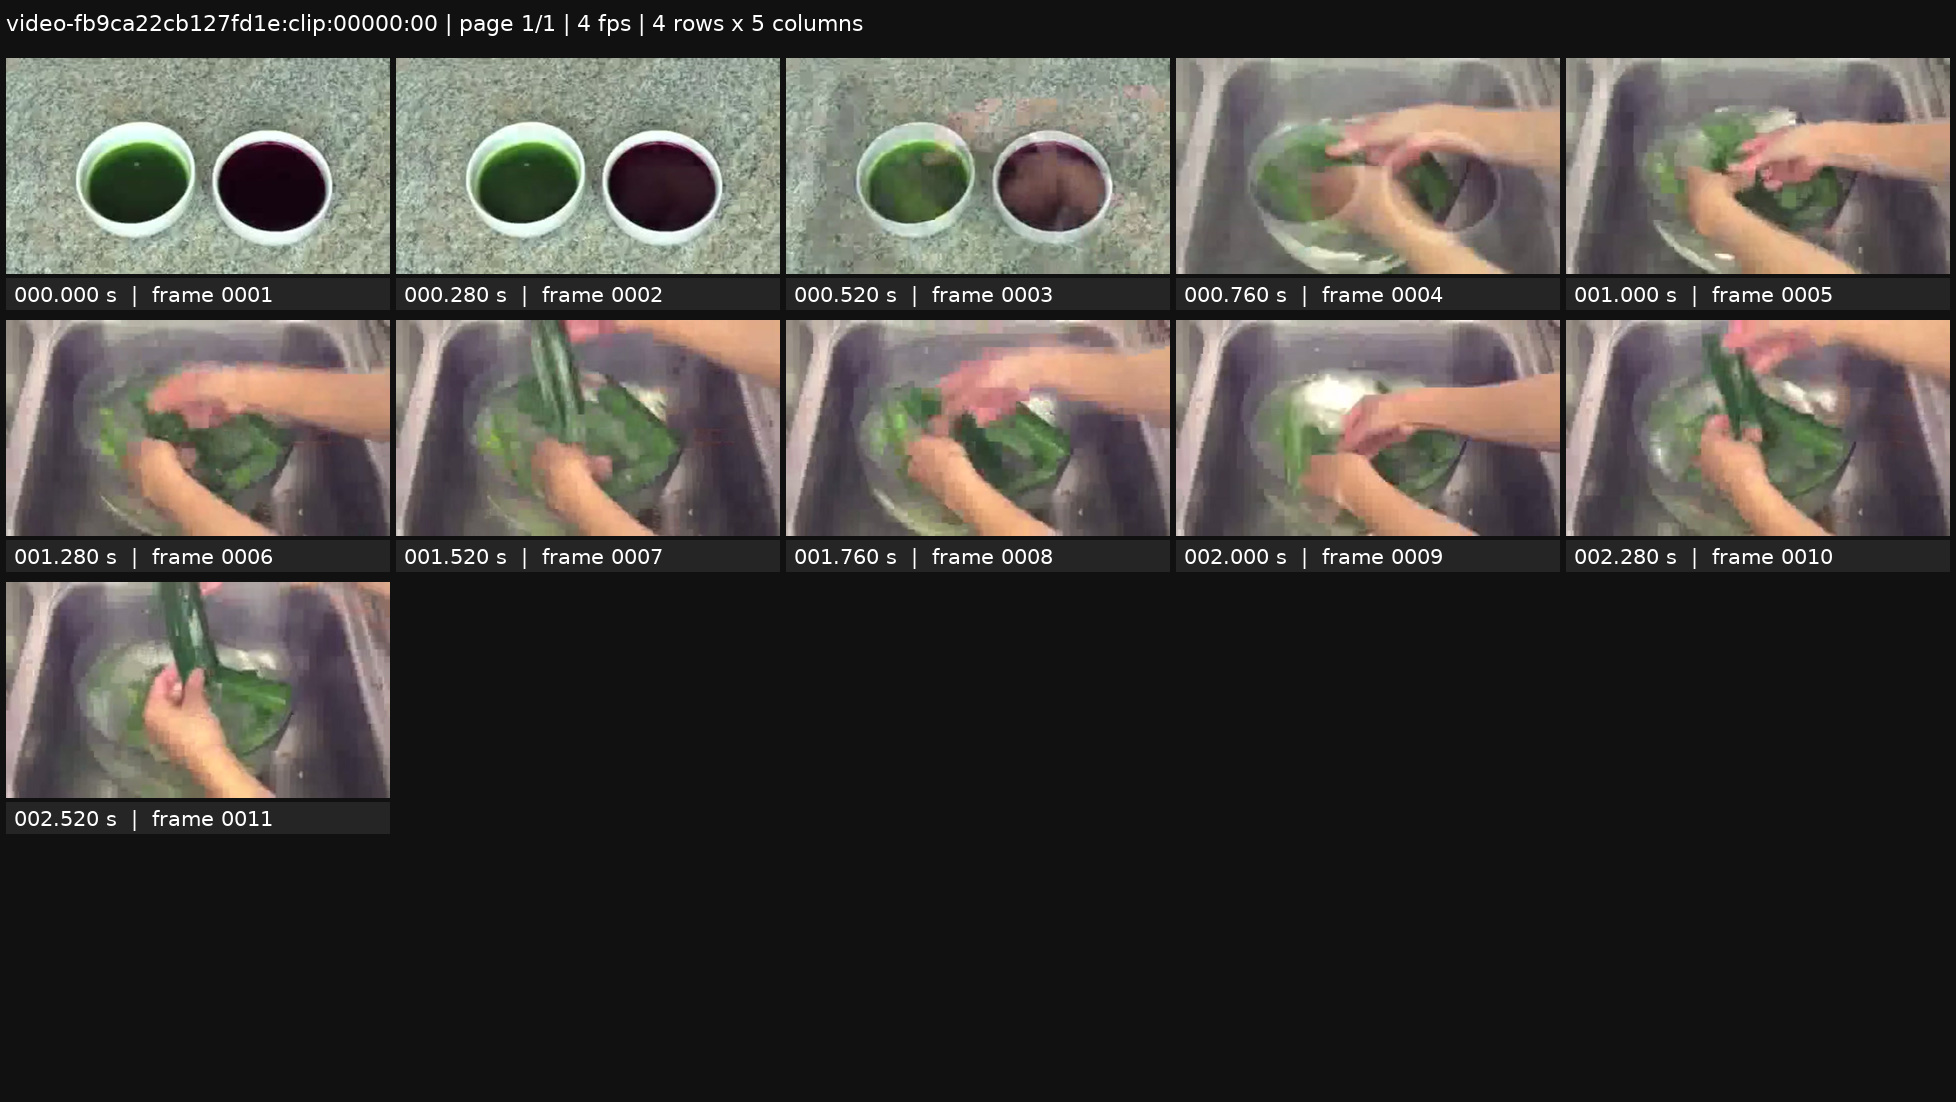 video-fb9ca22cb127fd1e:clip:00000:00 | page 1/1 | 4 fps | 4 rows x 5 columns
000.000 s | frame 0001
000.280 s | frame 0002
000.520 s | frame 0003
000.760 s | frame 0004
001.000 s | frame 0005
001.280 s | frame 0006
001.520 s | frame 0007
001.760 s | frame 0008
002.000 s | frame 0009
002.280 s | frame 0010
002.520 s | frame 0011